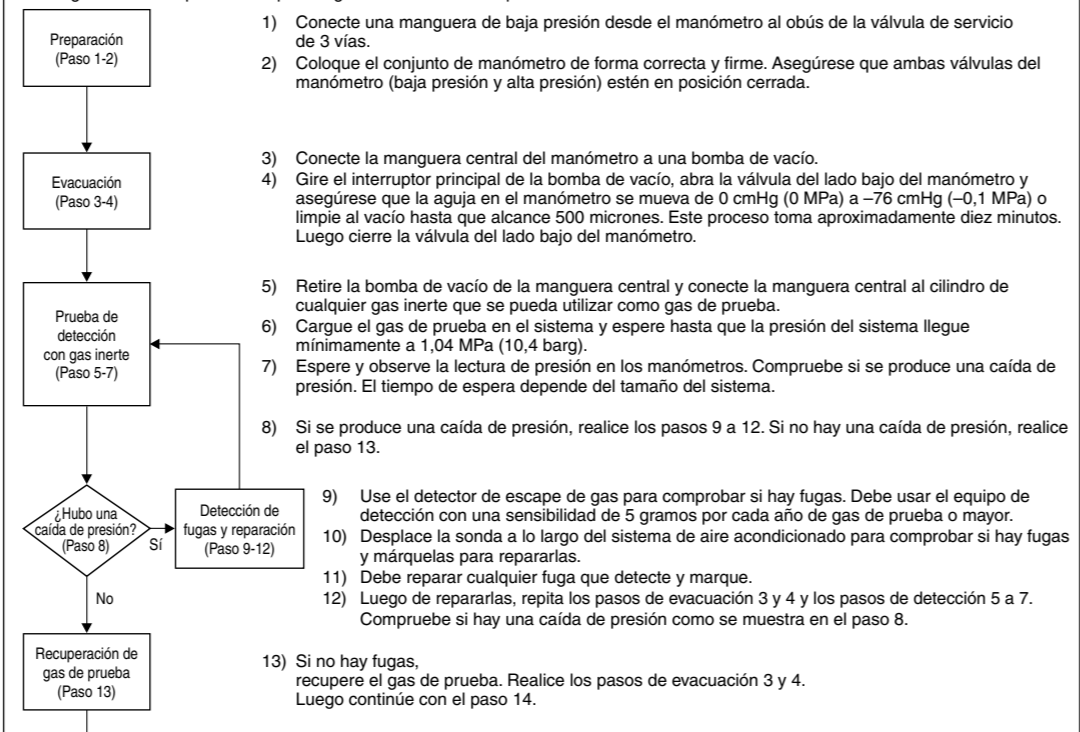 Preparación
(Paso 1-2)
1) Conecte una manguera de baja presión desde el manómetro al obús de la válvula de servicio
de 3 vías.
2) Coloque el conjunto de manómetro de forma correcta y firme. Asegúrese que ambas válvulas del
manómetro (baja presión y alta presión) estén en posición cerrada.
Evacuación
(Paso 3-4)
3) Conecte la manguera central del manómetro a una bomba de vacío.
4) Gire el interruptor principal de la bomba de vacío, abra la válvula del lado bajo del manómetro y
asegúrese que la aguja en el manómetro se mueva de 0 cmHg (0 MPa) a –76 cmHg (–0,1 MPa) o
limpie al vacío hasta que alcance 500 micrones. Este proceso toma aproximadamente diez minutos.
Luego cierre la válvula del lado bajo del manómetro.
Prueba de
detección
con gas inerte
(Paso 5-7)
5) Retire la bomba de vacío de la manguera central y conecte la manguera central al cilindro de
cualquier gas inerte que se pueda utilizar como gas de prueba.
6) Cargue el gas de prueba en el sistema y espere hasta que la presión del sistema llegue
mínimamente a 1,04 MPa (10,4 barg).
7) Espere y observe la lectura de presión en los manómetros. Compruebe si se produce una caída de
presión. El tiempo de espera depende del tamaño del sistema.
8) Si se produce una caída de presión, realice los pasos 9 a 12. Si no hay una caída de presión, realice
el paso 13.
¿Hubo una
caída de presión?
(Paso 8)
Sí
No
Detección de
fugas y reparación
(Paso 9-12)
9) Use el detector de escape de gas para comprobar si hay fugas. Debe usar el equipo de
detección con una sensibilidad de 5 gramos por cada año de gas de prueba o mayor.
10) Desplace la sonda a lo largo del sistema de aire acondicionado para comprobar si hay fugas
y márquelas para repararlas.
11) Debe reparar cualquier fuga que detecte y marque.
12) Luego de repararlas, repita los pasos de evacuación 3 y 4 y los pasos de detección 5 a 7.
Compruebe si hay una caída de presión como se muestra en el paso 8.
Recuperación de
gas de prueba
(Paso 13)
13) Si no hay fugas,
recupere el gas de prueba. Realice los pasos de evacuación 3 y 4.
Luego continúe con el paso 14.